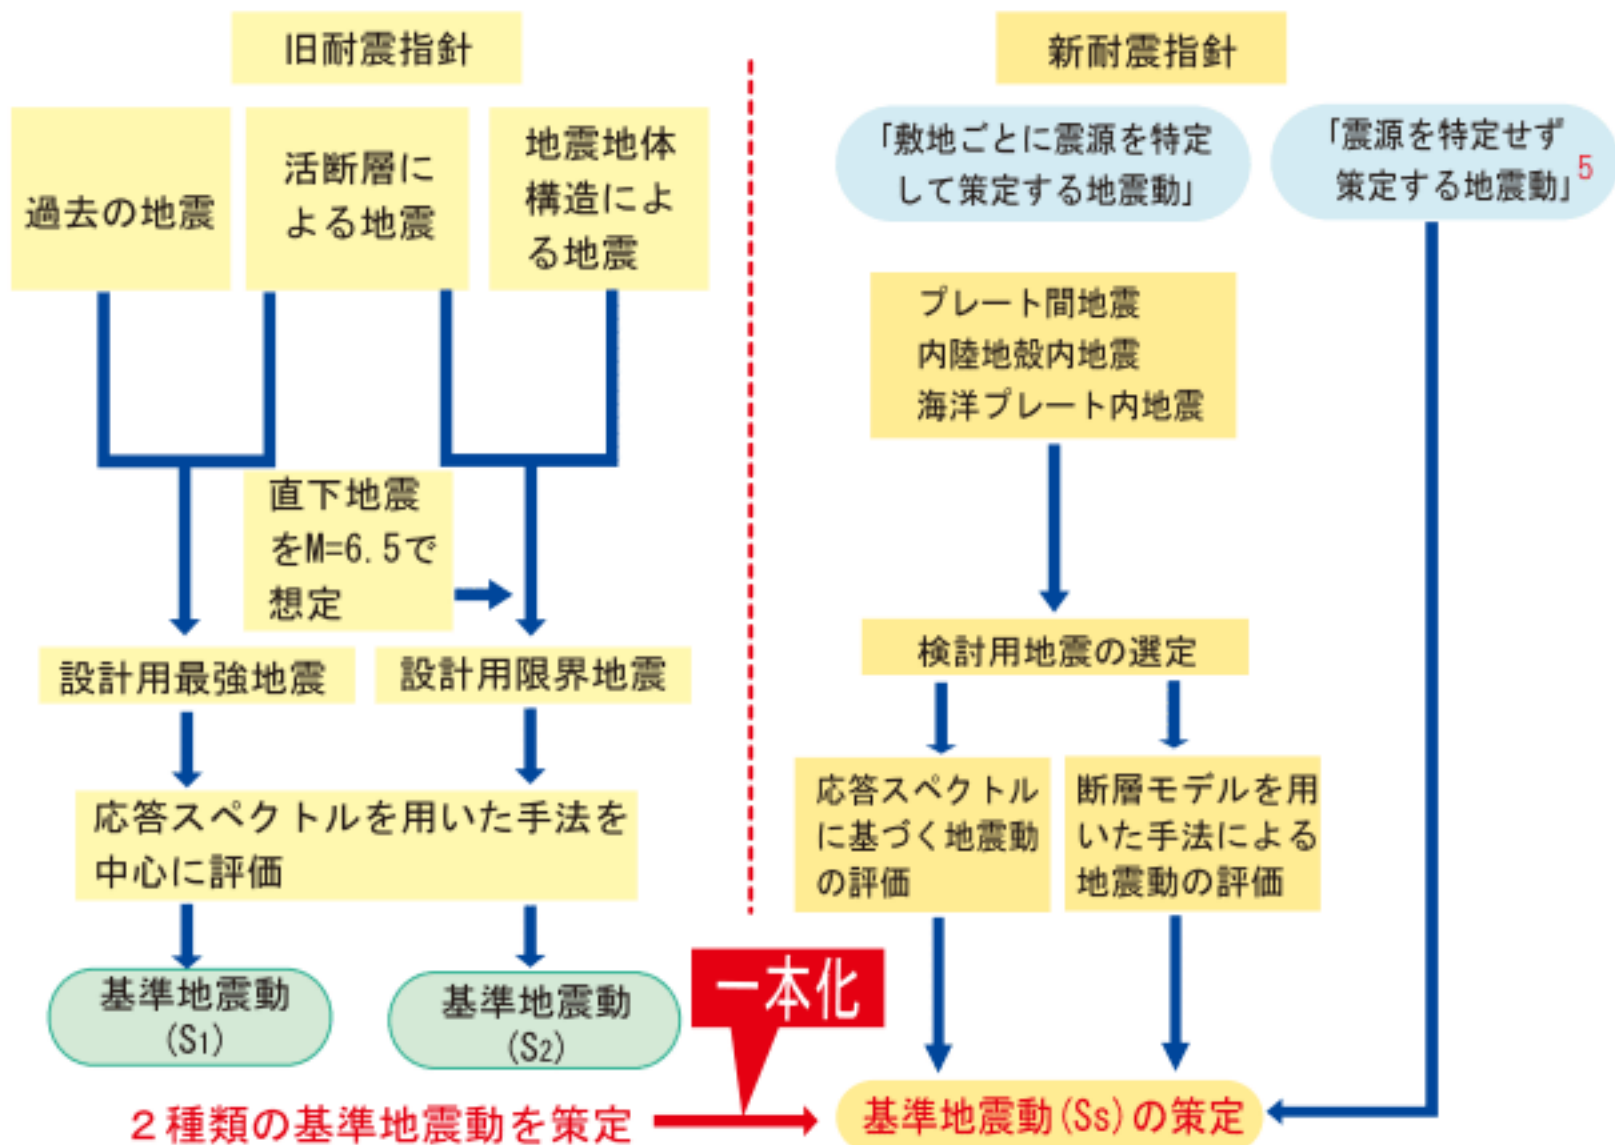 旧耐震指針
過去の地震
活断層に
よる地震
地震地体
構造によ
る地震
直下地震
をM=6.5で
想定
設計用最強地震
設計用限界地震
応答スペクトルを用いた手法を
中心に評価
基準地震動
(S1)
基準地震動
(S2)
2種類の基準地震動を策定
一本化
新耐震指針
「敷地ごとに震源を特定
して策定する地震動」
「震源を特定せず
策定する地震動」5
プレート間地震
内陸地殻内地震
海洋プレート内地震
検討用地震の選定
応答スペクトル
に基づく地震動
の評価
断層モデルを用
いた手法による
地震動の評価
基準地震動(Ss)の策定